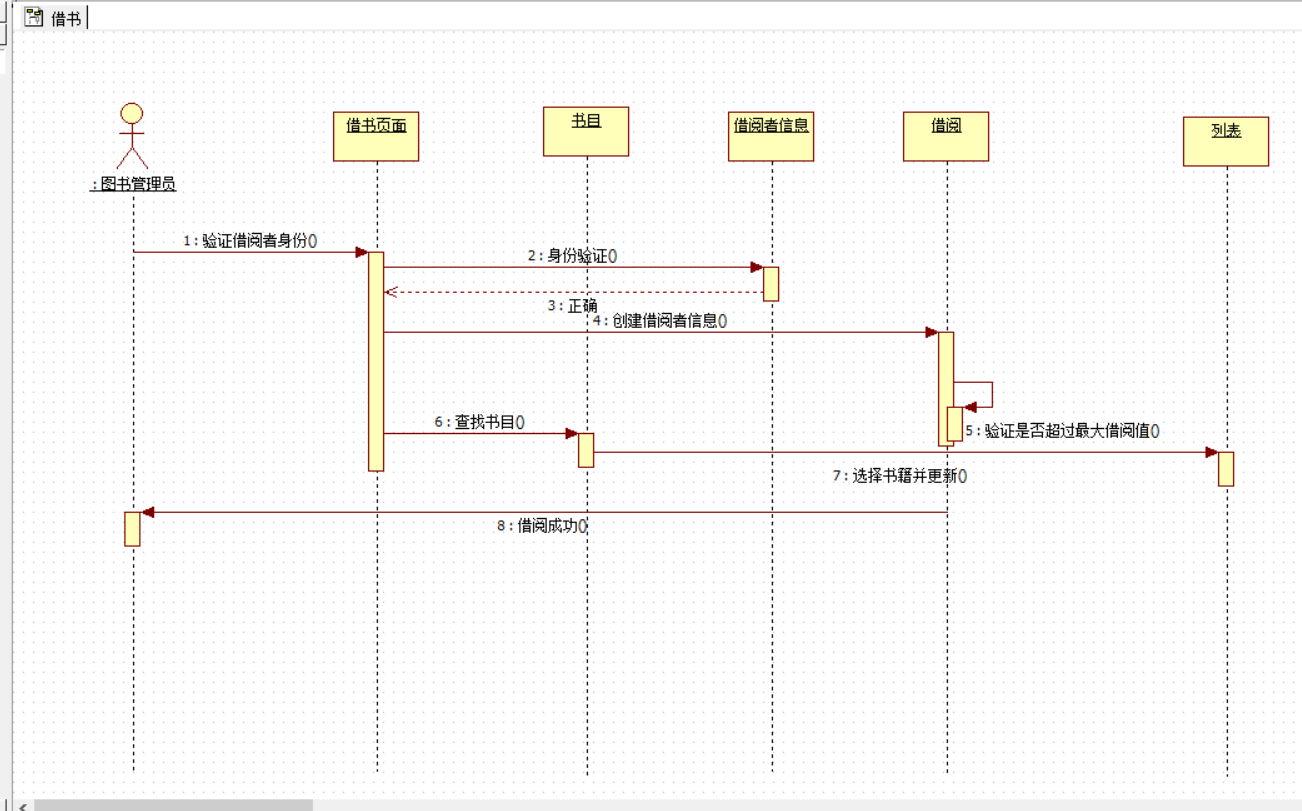 借书
借书页面
书目
借阅者信息
借阅
列表
:图书管理员
1:验证借阅者身份()
2:身份验证()
3:正确
4:创建借阅者信息()
6:查找书目()
5:验证是否超过最大借阅值()
7:选择书籍并更新()
8:借阅成功()